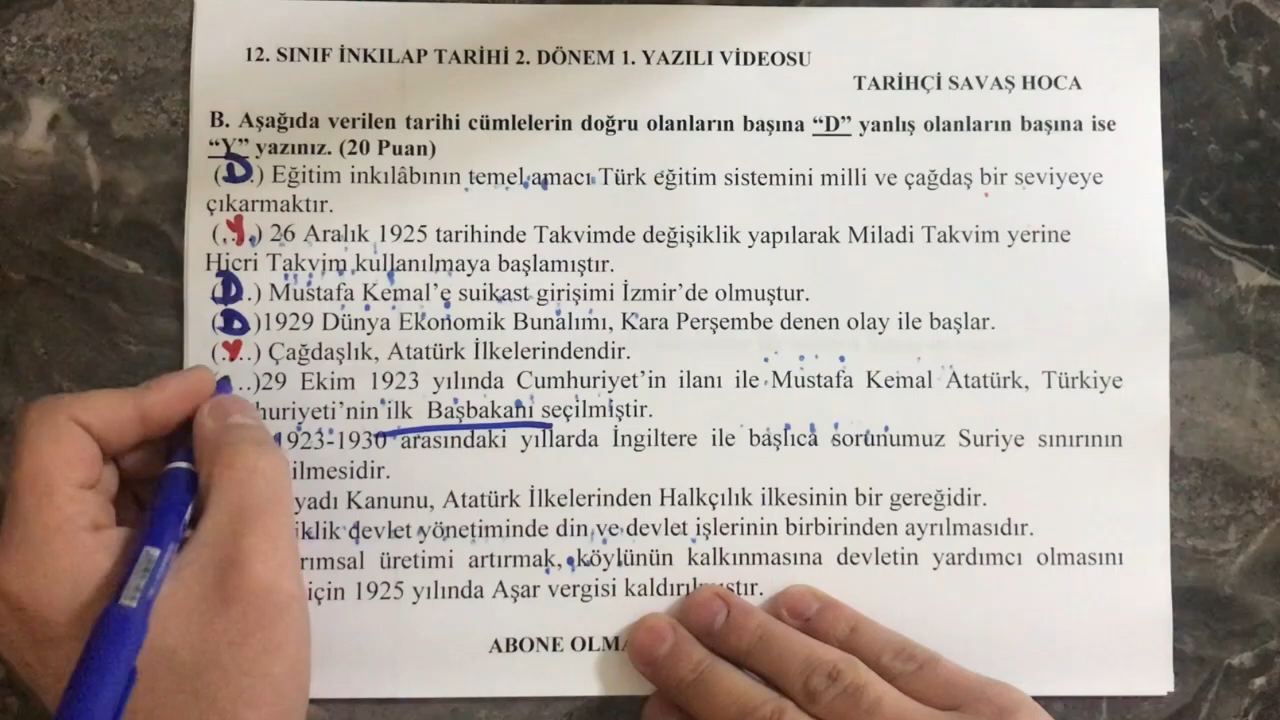 12. SINIF İNKILAP TARİHİ 2. DÖNEM 1. YAZILI VİDEOSU
TARİHÇİ SAVAŞ HOCA
B. Aşağıda verilen tarihi cümlelerin doğru olanların başına “D” yanlış olanların başına ise
“Y” yazınız. (20 Puan)
(D.) Eğitim inkılâbının temel amacı Türk eğitim sistemini milli ve çağdaş bir seviyeye
çıkarmaktır.
(.Y.) 26 Aralık 1925 tarihinde Takvimde değişiklik yapılarak Miladi Takvim yerine
Hicri Takvim kullanılmaya başlamıştır.
(D.) Mustafa Kemal’e suikast girişimi İzmir’de olmuştur.
(D)1929 Dünya Ekonomik Bunalımı, Kara Perşembe denen olay ile başlar.
(.Y..) Çağdaşlık, Atatürk İlkelerindendir.
..)29 Ekim 1923 yılında Cumhuriyet’in ilanı ile Mustafa Kemal Atatürk, Türkiye
huriyeti’nin ilk Başbakanı seçilmiştir.
1923-1930 arasındaki yıllarda İngiltere ile başlıca sorunumuz Suriye sınırının
ilmesidir.
yadı Kanunu, Atatürk İlkelerinden Halkçılık ilkesinin bir gereğidir.
iklik devlet yönetiminde din ve devlet işlerinin birbirinden ayrılmasıdır.
rımsal üretimi artırmak, köylünün kalkınmasına devletin yardımcı olmasını
için 1925 yılında Aşar vergisi
ABONE